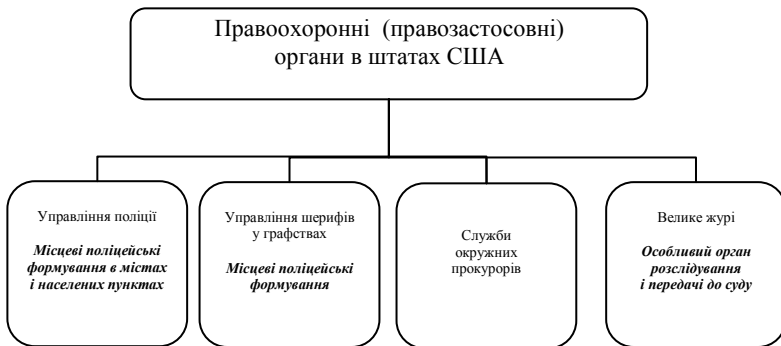 Правоохоронні (правозастосовні)
органи в штатах США
Управління поліції
Місцеві поліцейські
формування в містах
і населених пунктах
Управління шерифів
у графствах
Місцеві поліцейські
формування
Служби
окружних
прокурорів
Велике журі
Особливий орган
розслідування
і передачі до суду